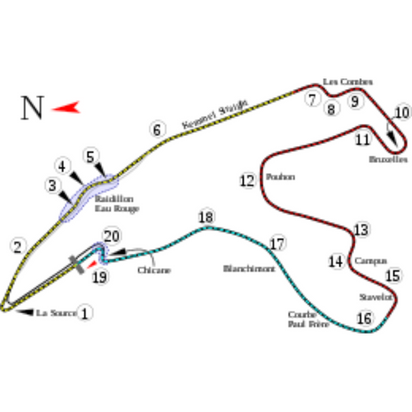 Les Combes
7
8
9
10
Kemmel Straight
N
6
11
Bruxelles
5
4
3
Raidillon
Eau Rouge
Pouhon
12
18
13
2
20
17
14
Campus
19
Chicane
Blanchimont
15
Stavelot
La Source
1
Courbe
Paul Frère
16